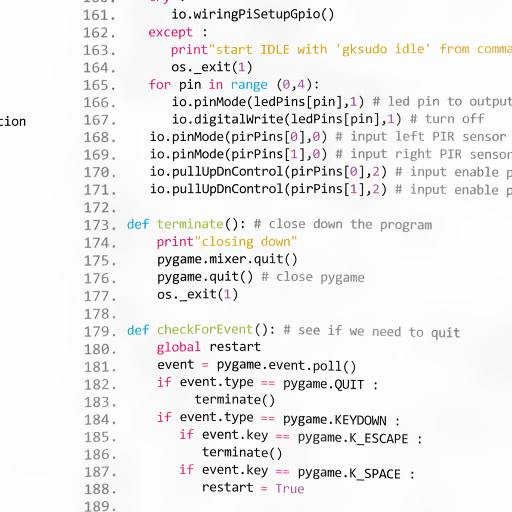 161. io.wiringPiSetupGpio()
162. except :
163. print"start IDLE with 'gksudo idle' from
164. os._exit(1)
165. for pin in range (0,4):
166. io.pinMode(ledPins[pin],1) # led pin to output
167. io.digitalWrite(ledPins[pin],1) # turn off
168. io.pinMode(pirPins[0],0) # input left PIR sensor
169. io.pinMode(pirPins[1],0) # input right PIR sensor
170. io.pullUpDnControl(pirPins[0],2) # input enable
171. io.pullUpDnControl(pirPins[1],2) # input enable
172.
173. def terminate(): # close down the program
174. print"closing down"
175. pygame.mixer.quit()
176. pygame.quit() # close pygame
177. os._exit(1)
178.
179. def checkForEvent(): # see if we need to quit
180. global restart
181. event = pygame.event.poll()
182. if event.type == pygame.QUIT :
183. terminate()
184. if event.type == pygame.KEYDOWN :
185. if event.key == pygame.K_ESCAPE :
186. terminate()
187. if event.key == pygame.K_SPACE :
188. restart = True
189.